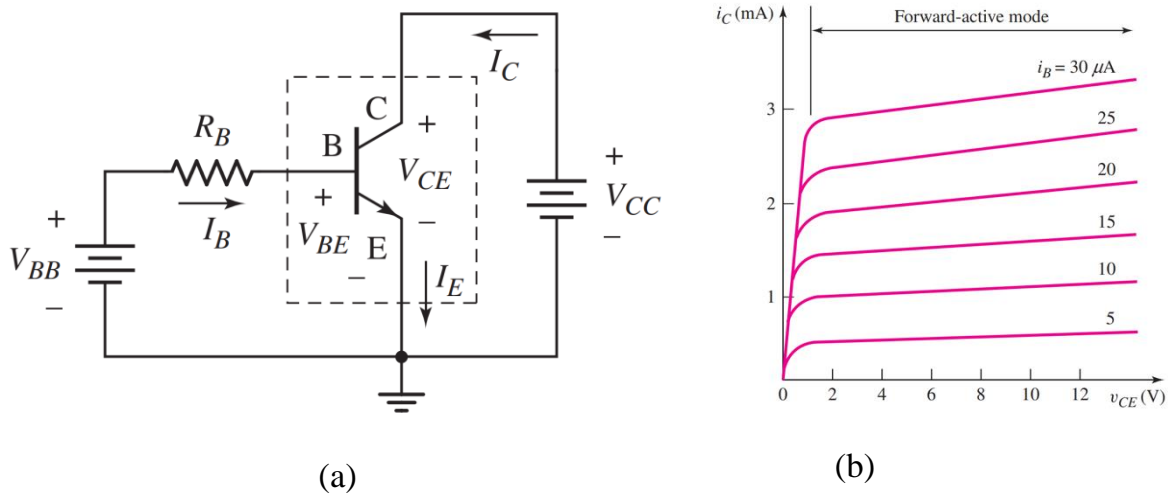 I_C
C
+
R_B
B
V_CE
+
V_CC
–
+
–
V_BE
E
–
I_B
I_E
+
V_BB
–
(a)
i_C (mA)
Forward-active mode
i_B = 30 μA
3
25
20
2
15
10
1
5
0
2
4
6
8
10
12
v_CE (V)
(b)